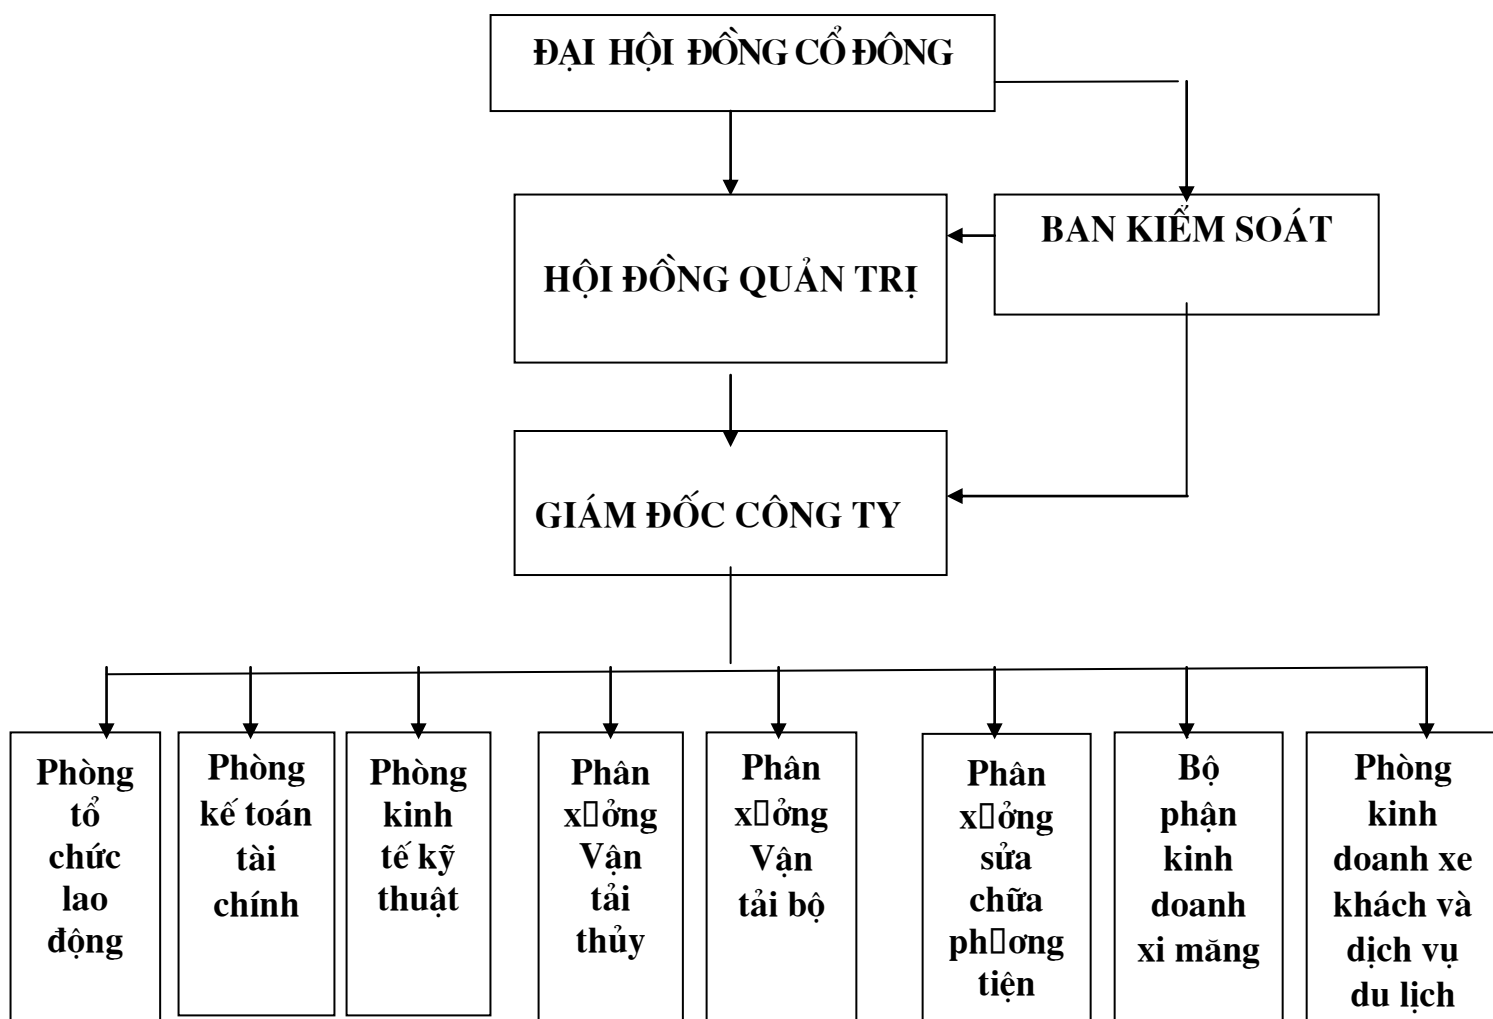 ĐẠI HỘI ĐỒNG CỔ ĐÔNG
BAN KIỂM SOÁT
HỘI ĐỒNG QUẢN TRỊ
GIÁM ĐỐC CÔNG TY
Phòng
tổ
chức
lao
động
Phòng
kế toán
tài
chính
Phòng
kinh
tế kỹ
thuật
Phân
x▯ởng
Vận
tải
thủy
Phân
x▯ởng
Vận
tải bộ
Phân
x▯ởng
sửa
chữa
ph▯ơng
tiện
Bộ
phận
kinh
doanh
xi măng
Phòng
kinh
doanh xe
khách và
dịch vụ
du lịch